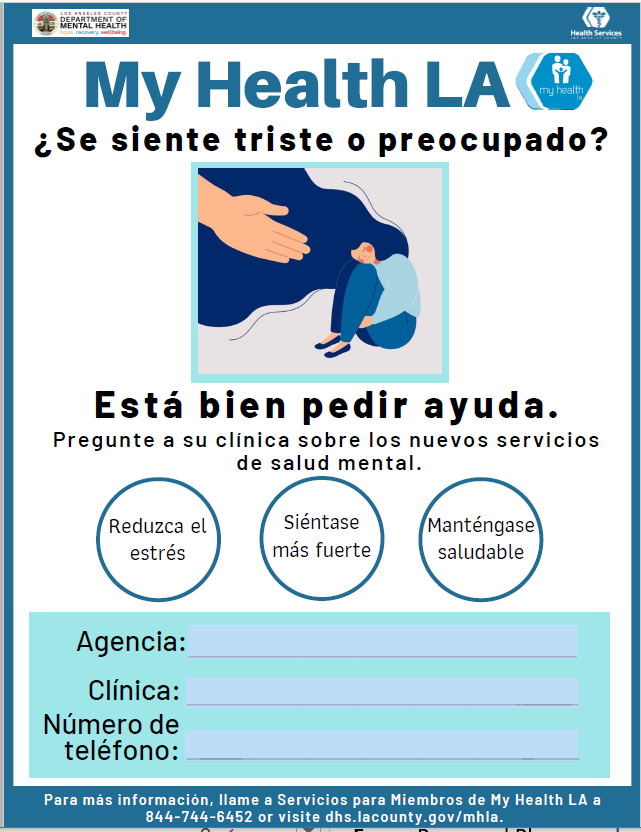 LOS ANGELES COUNTY
DEPARTMENT OF
MENTAL HEALTH
hope. recovery. wellbeing.
Health Services
LOS ANGELES COUNTY
My Health LA
my health
la
¿Se siente triste o preocupado?
Está bien pedir ayuda.
Pregunte a su clínica sobre los nuevos servicios
de salud mental.
Reduzca el
estrés
Siéntase
más fuerte
Manténgase
saludable
Agencia:
Clínica:
Número de
teléfono:
Para más información, llame a Servicios para Miembros de My Health LA a
844-744-6452 or visite dhs.lacounty.gov/mhla.